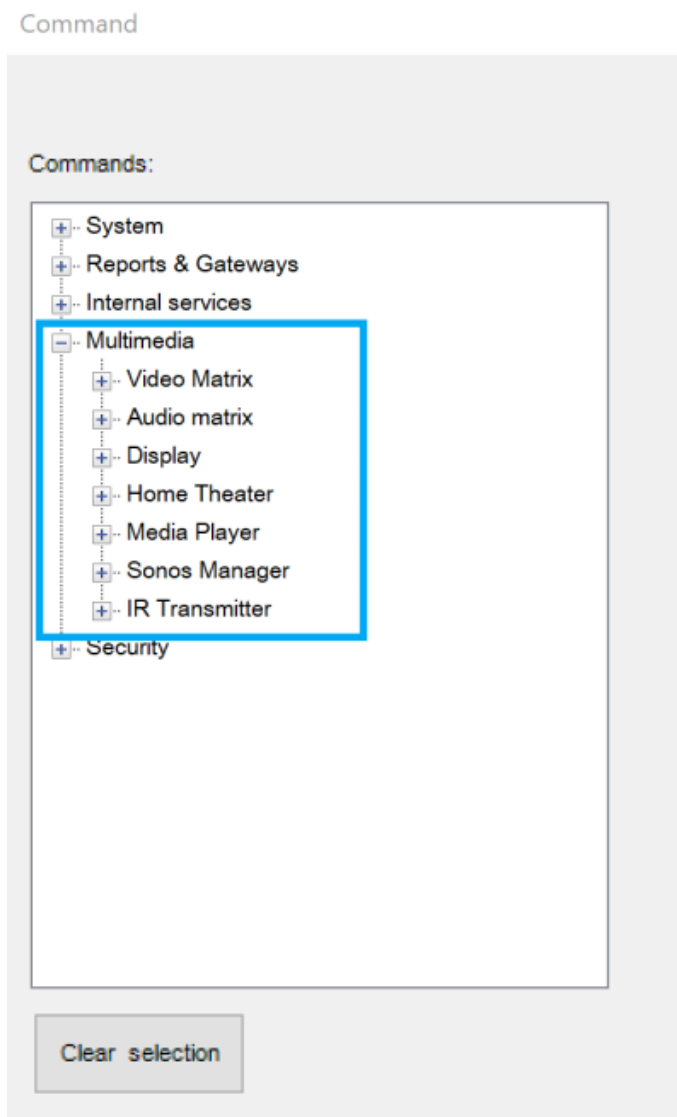 Command
Commands:
System
Reports & Gateways
Internal services
Multimedia
Video Matrix
Audio matrix
Display
Home Theater
Media Player
Sonos Manager
IR Transmitter
Security
Clear selection